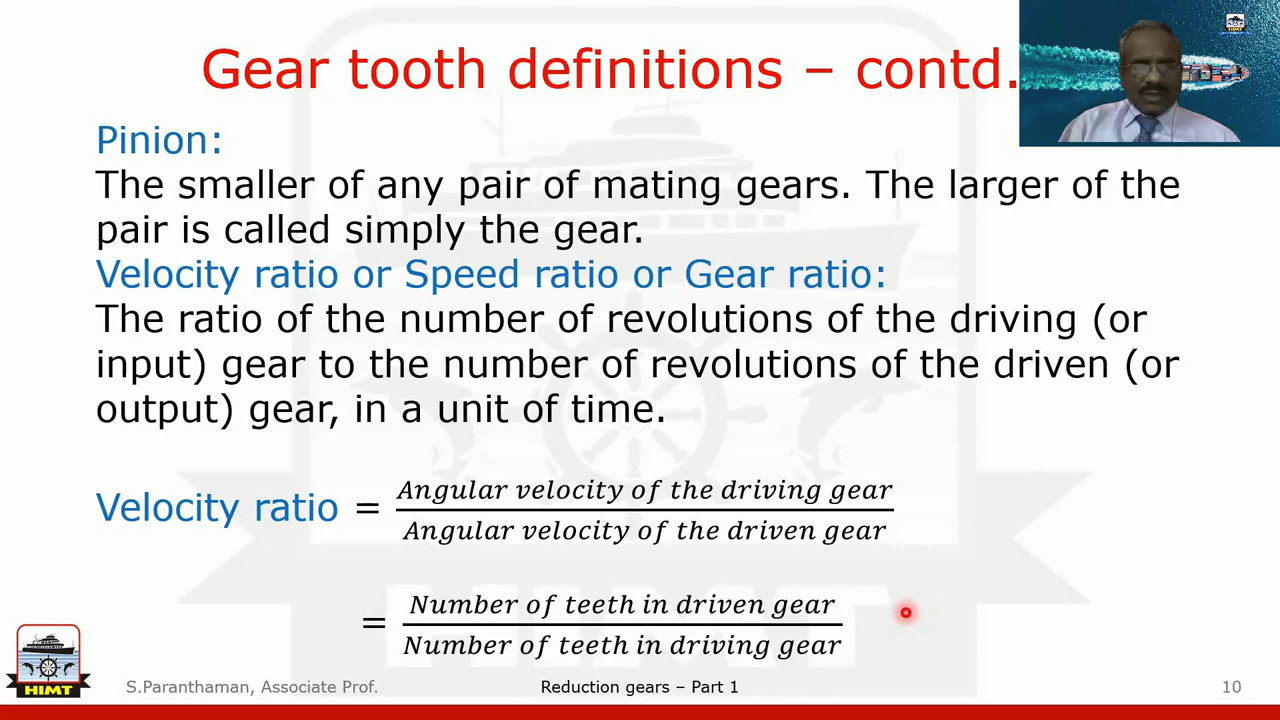 Gear tooth definitions – contd.
Pinion:
The smaller of any pair of mating gears. The larger of the
pair is called simply the gear.
Velocity ratio or Speed ratio or Gear ratio:
The ratio of the number of revolutions of the driving (or
input) gear to the number of revolutions of the driven (or
output) gear, in a unit of time.
Velocity ratio = Angular velocity of the driving gear
Angular velocity of the driven gear
= Number of teeth in driven gear
Number of teeth in driving gear
HIMT
HIMT
S.Paranthaman, Associate Prof.
Reduction gears – Part 1
10
HIMT